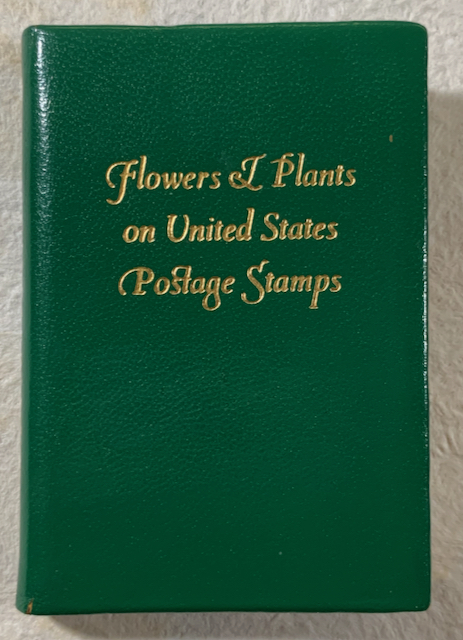 Flowers & Plants
on United States
Postage Stamps